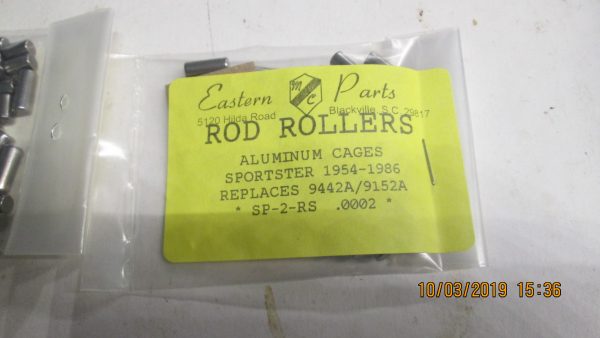 Eastern MC Parts
5120 Hilda Road Blackville, S.C. 29817
ROD ROLLERS
ALUMINUM CAGES
SPORTSTER 1954-1986
REPLACES 9442A/9152A
* SP-2-RS .0002 *
10/03/2019 15:36